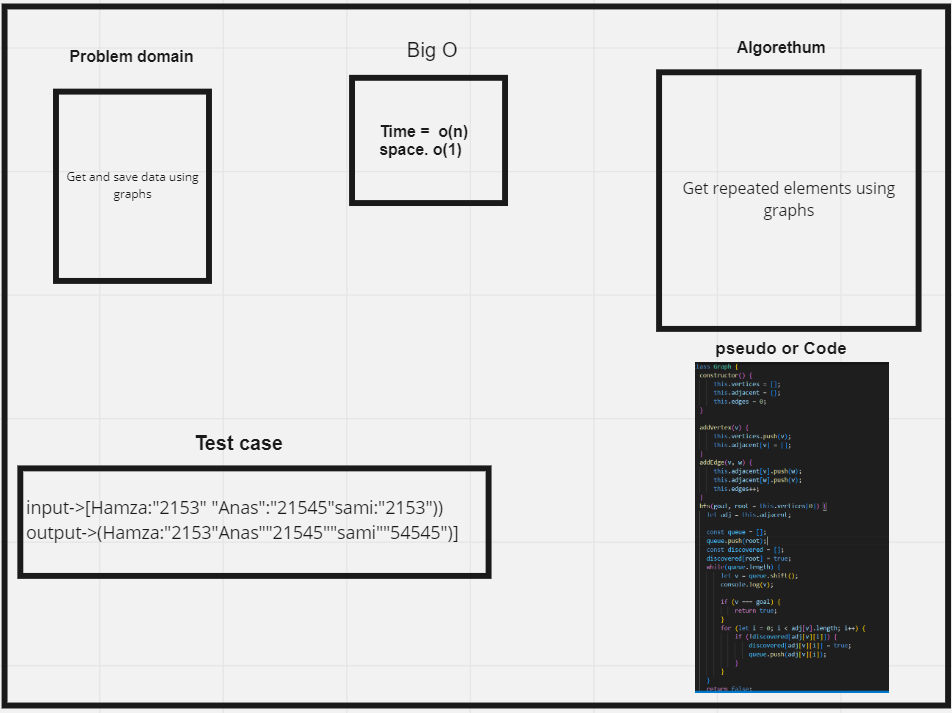 Problem domain
Big O
Algorethum
Get and save data using
graphs
Time =  o(n)
space. o(1)
Get repeated elements using
graphs
pseudo or Code
lass Graph {
constructor() {
this.vertices = [];
this.adjacent = {};
this.edges = 0;
}
addVertex(v) {
this.vertices.push(v);
this.adjacent[v] = [];
}
addEdge(v, w) {
this.adjacent[v].push(w);
this.adjacent[w].push(v);
this.edges++;
}
bfs(goal, root = this.vertices[0]) {
let adj = this.adjacent;
const queue = [];
queue.push(root);
const discovered = [];
discovered[root] = true;
while(queue.length) {
let v = queue.shift();
console.log(v);
if (v === goal) {
return true;
}
for (let i = 0; i < adj[v].length; i++) {
if (!discovered[adj[v][i]]) {
discovered[adj[v][i]] = true;
queue.push(adj[v][i]);
}
}
}
return false;
Test case
input->[Hamza:"2153" "Anas":"21545"sami:"2153"))
output->(Hamza:"2153"Anas""21545""sami""54545")]